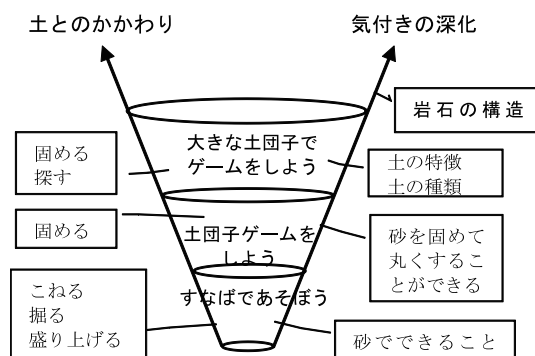 土とのかかわり
気付きの深化
岩石の構造
大きな土団子で
ゲームをしよう
固める
探す
土の特徴
土の種類
固める
土団子ゲームを
しよう
砂を固めて
丸くするこ
とができる
すなばであそぼう
こねる
掘る
盛り上げる
砂でできること